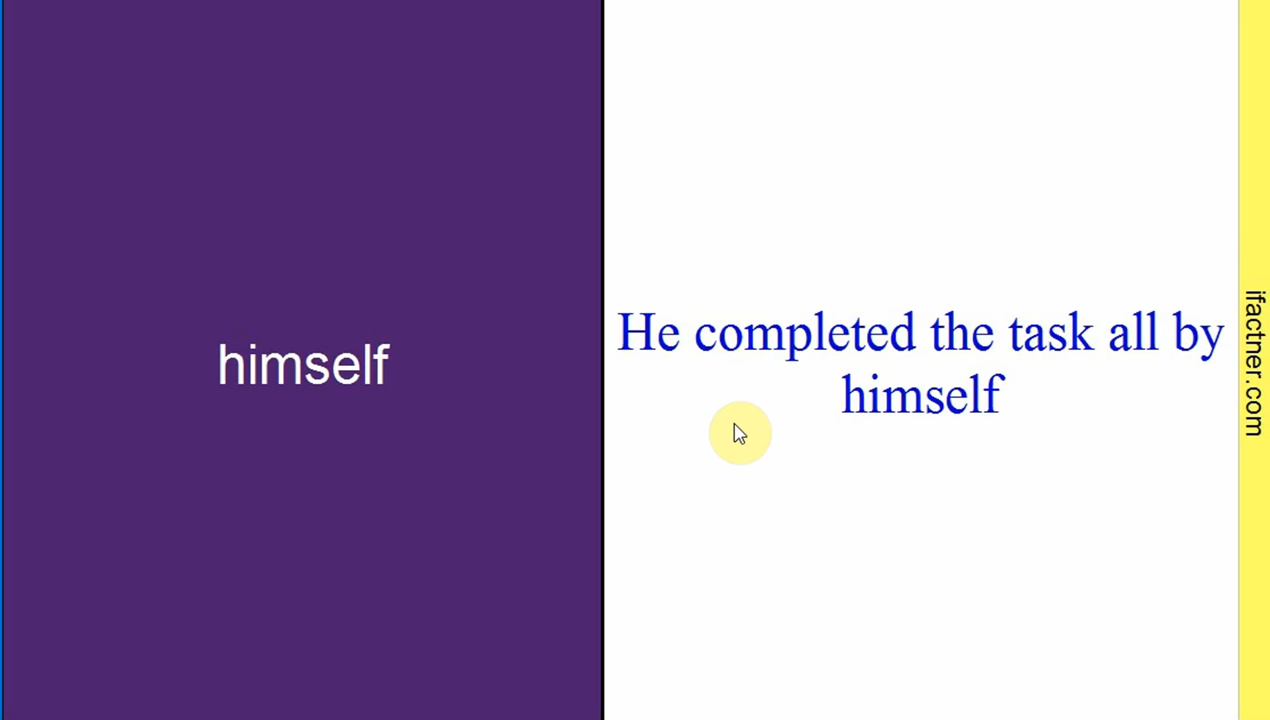 himself
He completed the task all by
himself
ifactner.com